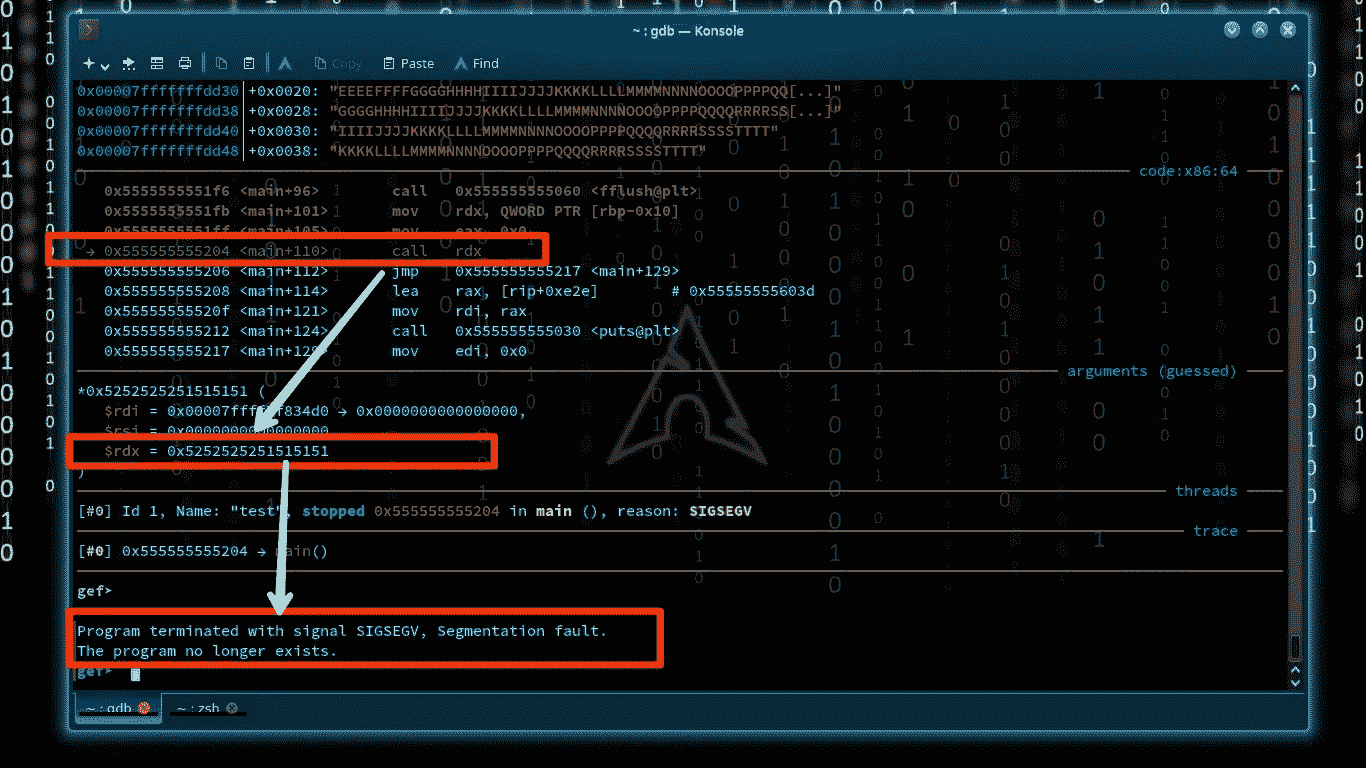 ~ : gdb — Konsole
Copy Paste Find
0x00007fffffffdd30 +0x0020: "EEEEFFFFGGGGHHHHIIIIJJJJKKKKLLLLMMMMNNNNOOOOPPPPQQ[...]"
0x00007fffffffdd38 +0x0028: "GGGGHHHHIIIIJJJJKKKKLLLLMMMMNNNNOOOOPPPPQQQQRRRRSS[...]"
0x00007fffffffdd40 +0x0030: "IIIIJJJJKKKKLLLLMMMMNNNNOOOOPPPPQQQQRRRRSSSSTTTT"
0x00007fffffffdd48 +0x0038: "KKKKLLLLMMMMNNNNOOOOPPPPQQQQRRRRSSSSTTTT"
code:x86:64
0x5555555551f6 <main+96> call 0x555555555060 <fflush@plt>
0x5555555551fb <main+101> mov rdx, QWORD PTR [rbp-0x10]
0x5555555551ff <main+105> mov eax, 0x0
→ 0x555555555204 <main+110> call rdx
0x555555555206 <main+112> jmp 0x555555555217 <main+129>
0x555555555208 <main+114> lea rax, [rip+0xe2e] # 0x55555555603d
0x55555555520f <main+121> mov rdi, rax
0x555555555212 <main+124> call 0x555555555030 <puts@plt>
0x555555555217 <main+129> mov edi, 0x0
arguments (guessed)
*0x5252525251515151 (
$rdi = 0x00007ffff7f834d0 → 0x0000000000000000,
$rsi = 0x0000000000000000
$rdx = 0x5252525251515151
)
threads
[#0] Id 1, Name: "test", stopped 0x555555555204 in main (), reason: SIGSEGV
trace
[#0] 0x555555555204 → main()
gef>
Program terminated with signal SIGSEGV, Segmentation fault.
The program no longer exists.
gef>
~ : gdb ~ : zsh